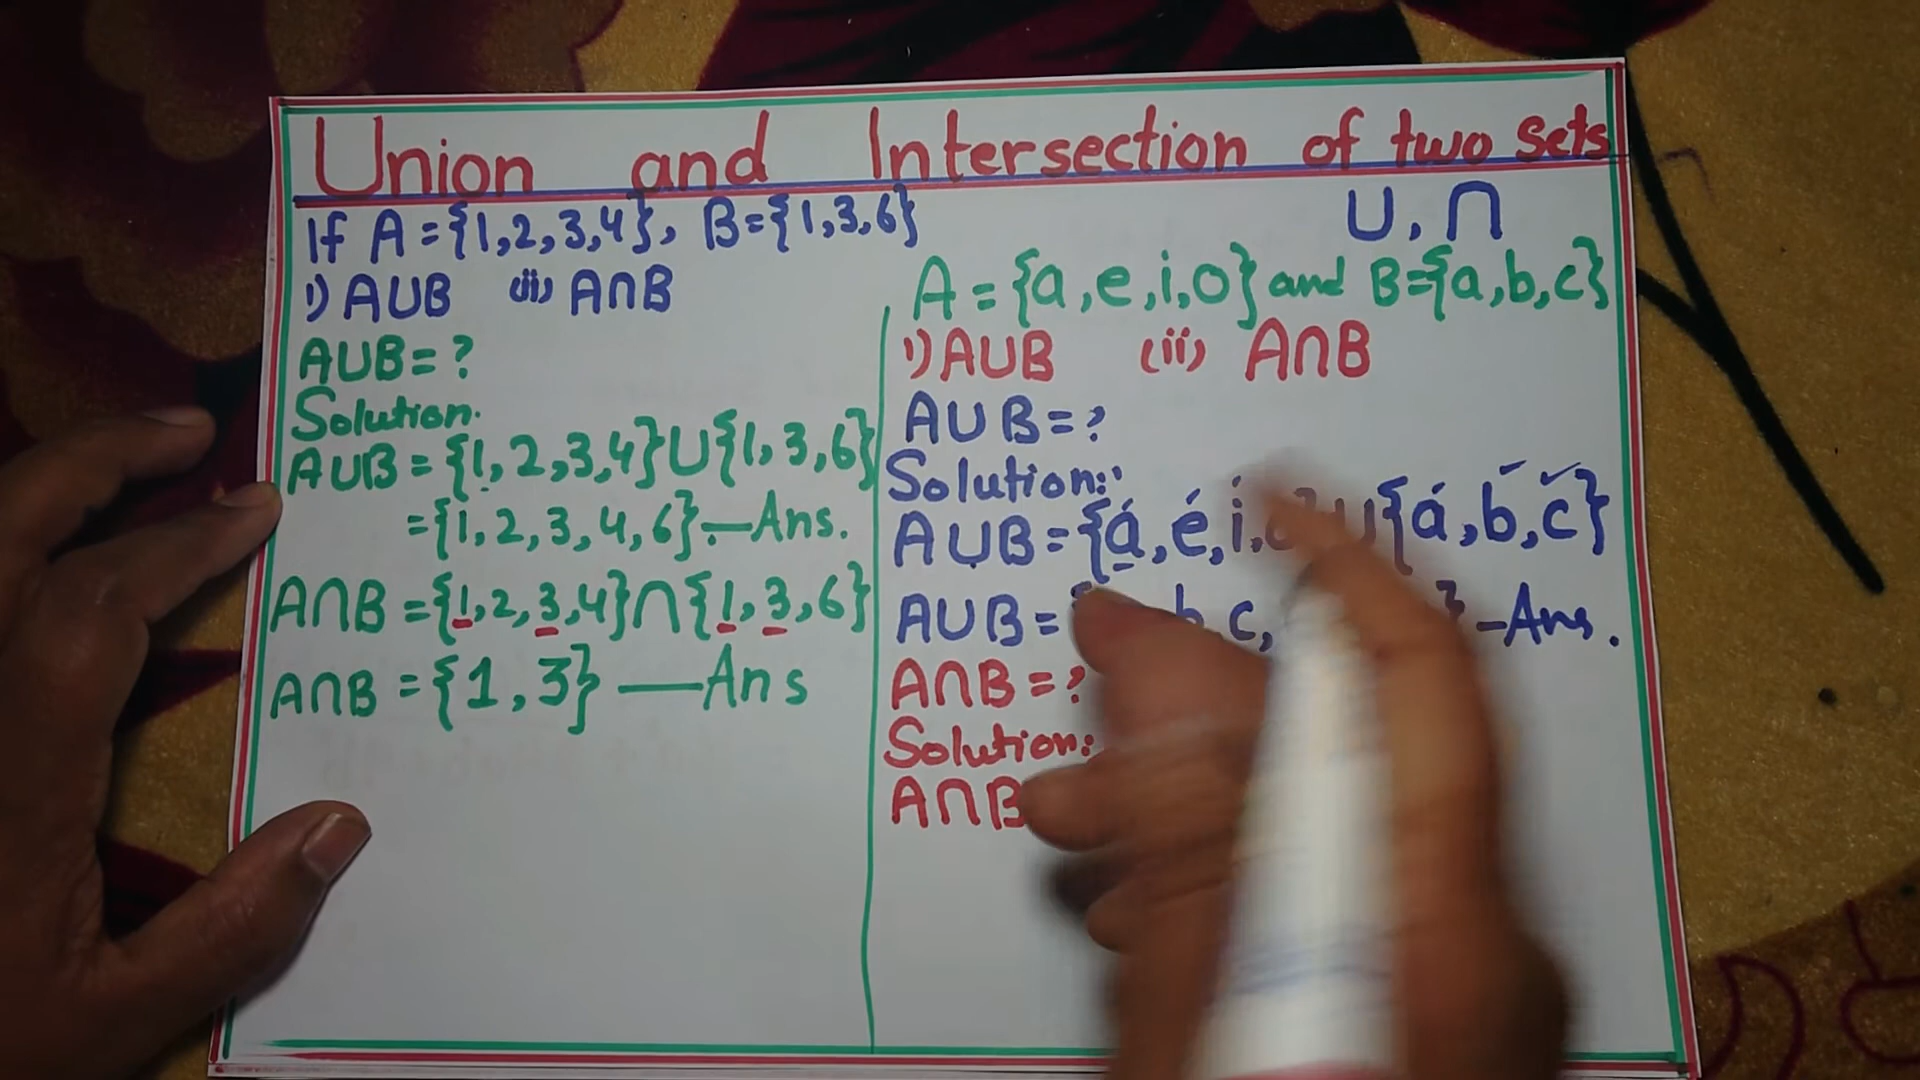 Union and Intersection of two Sets
U, ∩
If A = {1,2,3,4}, B={1,3,6}
i) AUB (ii) A∩B
AUB = ?
Solution.
AUB = {1,2,3,4}U{1,3,6}
={1,2,3,4,6}.—Ans.
A∩B = {1,2,3,4}∩{1,3,6}
A∩B = {1,3} —Ans
A = {a,e,i,o} and B={a,b,c}
i) AUB (ii) A∩B
AUB = ?
Solution:
AUB = {a,e,i,o}U{a,b,c}
AUB = { b,c, } —Ans.
A∩B = ?
Solution:
A∩B